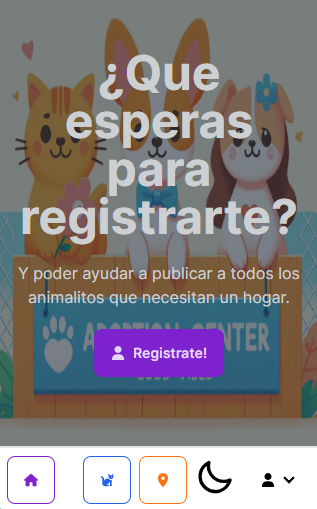 ¿Que
esperas
para
registrarte?
Y poder ayudar a publicar a todos los
animalitos que necesitan un hogar.
ADOPTION CENTER
Registrate!